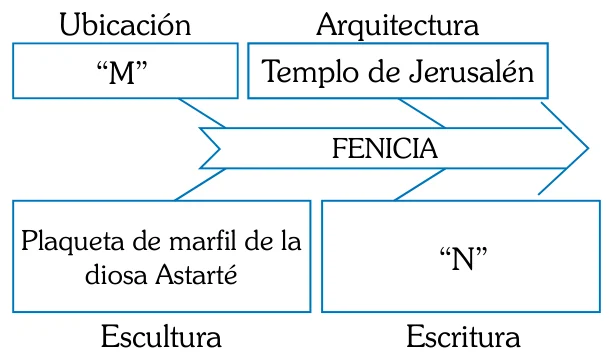 Ubicación
Arquitectura
“M”
Templo de Jerusalén
FENICIA
Plaqueta de marfil de la
diosa Astarté
“N”
Escultura
Escritura